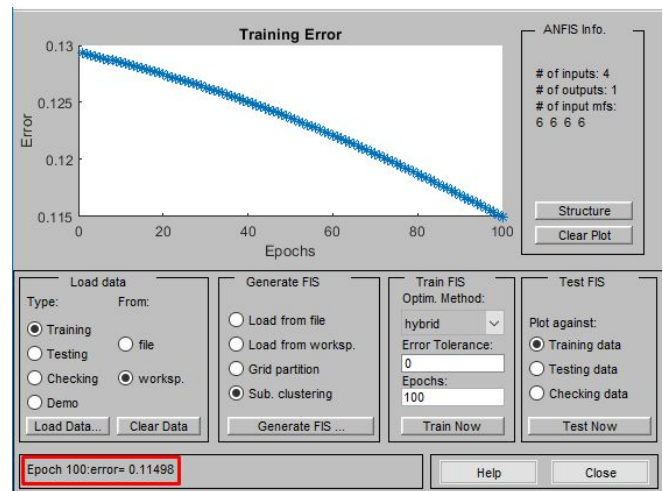 Training Error
0.13
0.125
0.12
0.115
Error
0
20
40
60
80
100
Epochs
ANFIS Info.
# of inputs: 4
# of outputs: 1
# of input mfs:
6 6 6 6
Structure
Clear Plot
Load data
Type:
From:
Training
Testing
Checking
Demo
file
worksp.
Load Data...
Clear Data
Generate FIS
Load from file
Load from worksp.
Grid partition
Sub. clustering
Generate FIS ...
Train FIS
Optim. Method:
hybrid
Error Tolerance:
0
Epochs:
100
Train Now
Test FIS
Plot against:
Training data
Testing data
Checking data
Test Now
Epoch 100:error= 0.11498
Help
Close